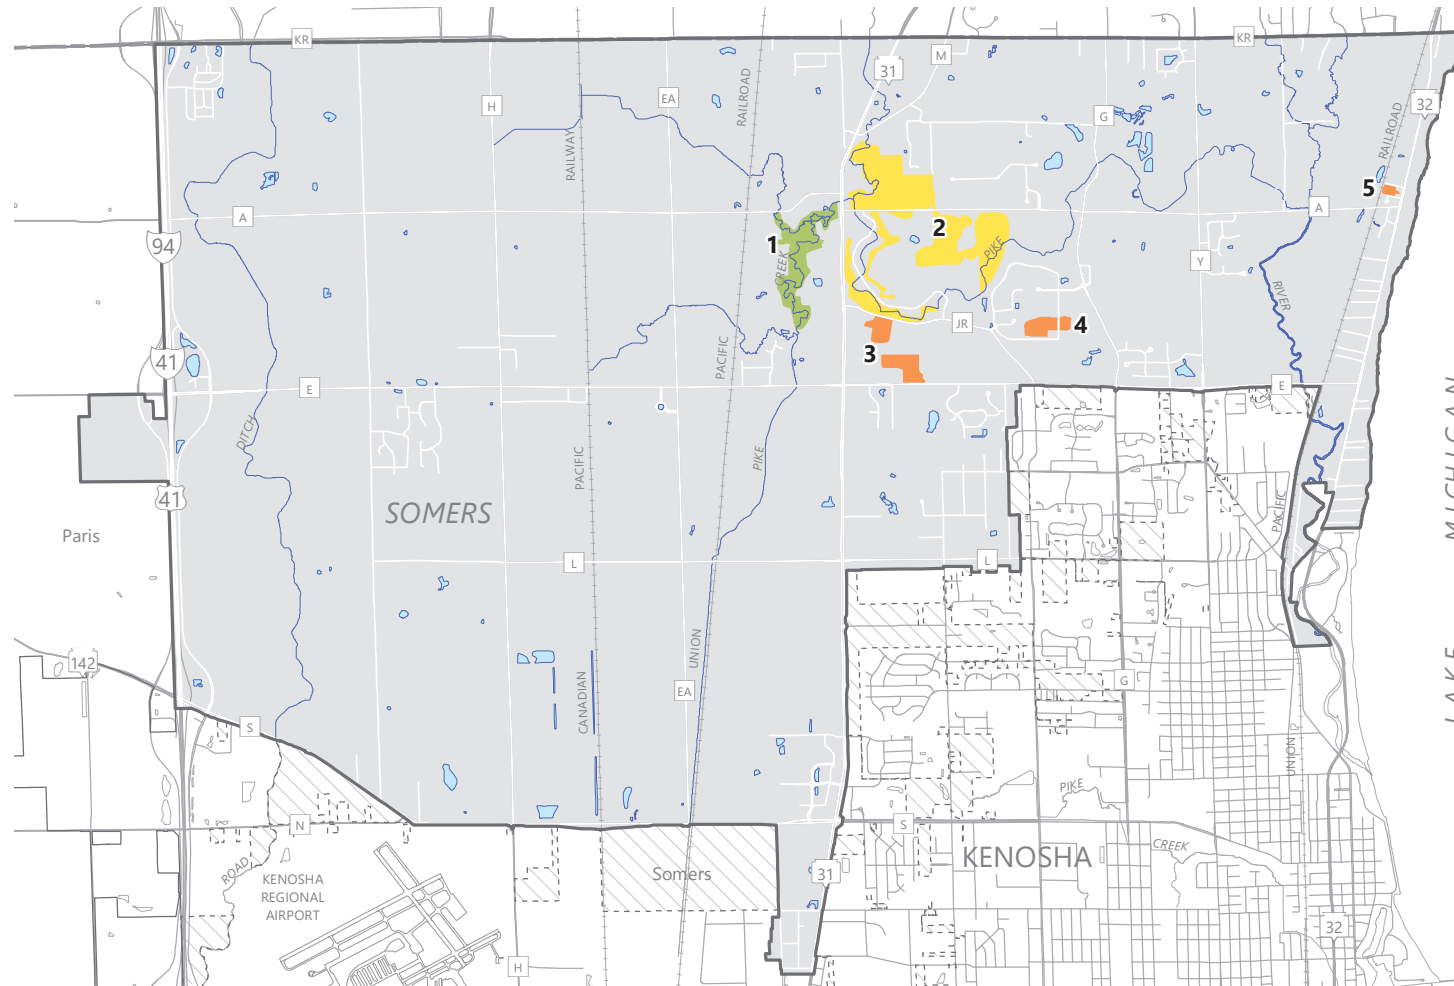 KR
KR
M
31
EA
H
G
32
RAILROAD
RAILROAD
RAILWAY
5
A
A
1
2
94
CREEK
PIKE
Y
RIVER
JR
4
3
41
PACIFIC
E
E
DITCH
PIKE
PACIFIC
41
SOMERS
PACIFIC
Paris
L
L
LAKE MICHIGAN
142
UNION
EA
G
CANADIAN
S
UNION
PIKE
N
S
CREEK
KENOSHA
ROAD
KENOSHA
REGIONAL
AIRPORT
Somers
31
32
H